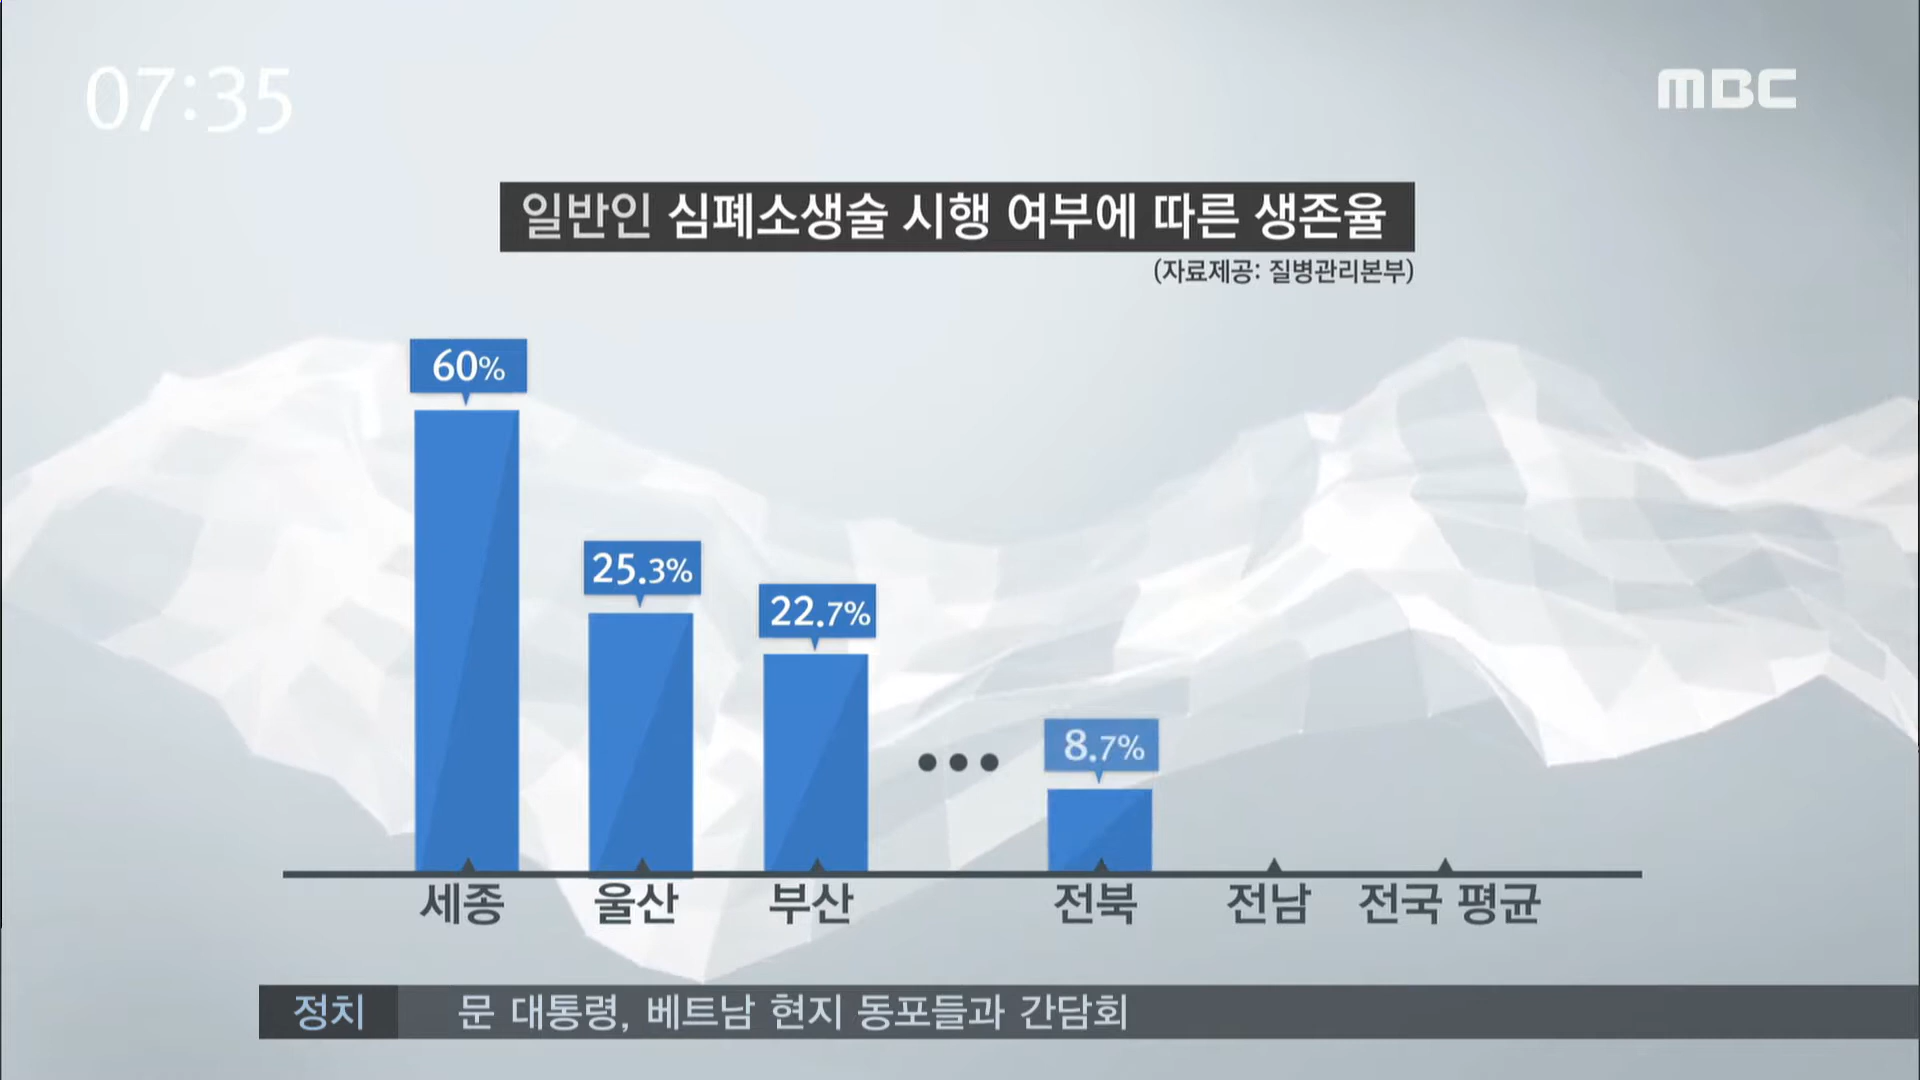 07:35
MBC
일반인 심폐소생술 시행 여부에 따른 생존율
(자료제공: 질병관리본부)
60%
25.3%
22.7%
8.7%
세종 울산 부산 전북 전남 전국 평균
정치 문 대통령, 베트남 현지 동포들과 간담회